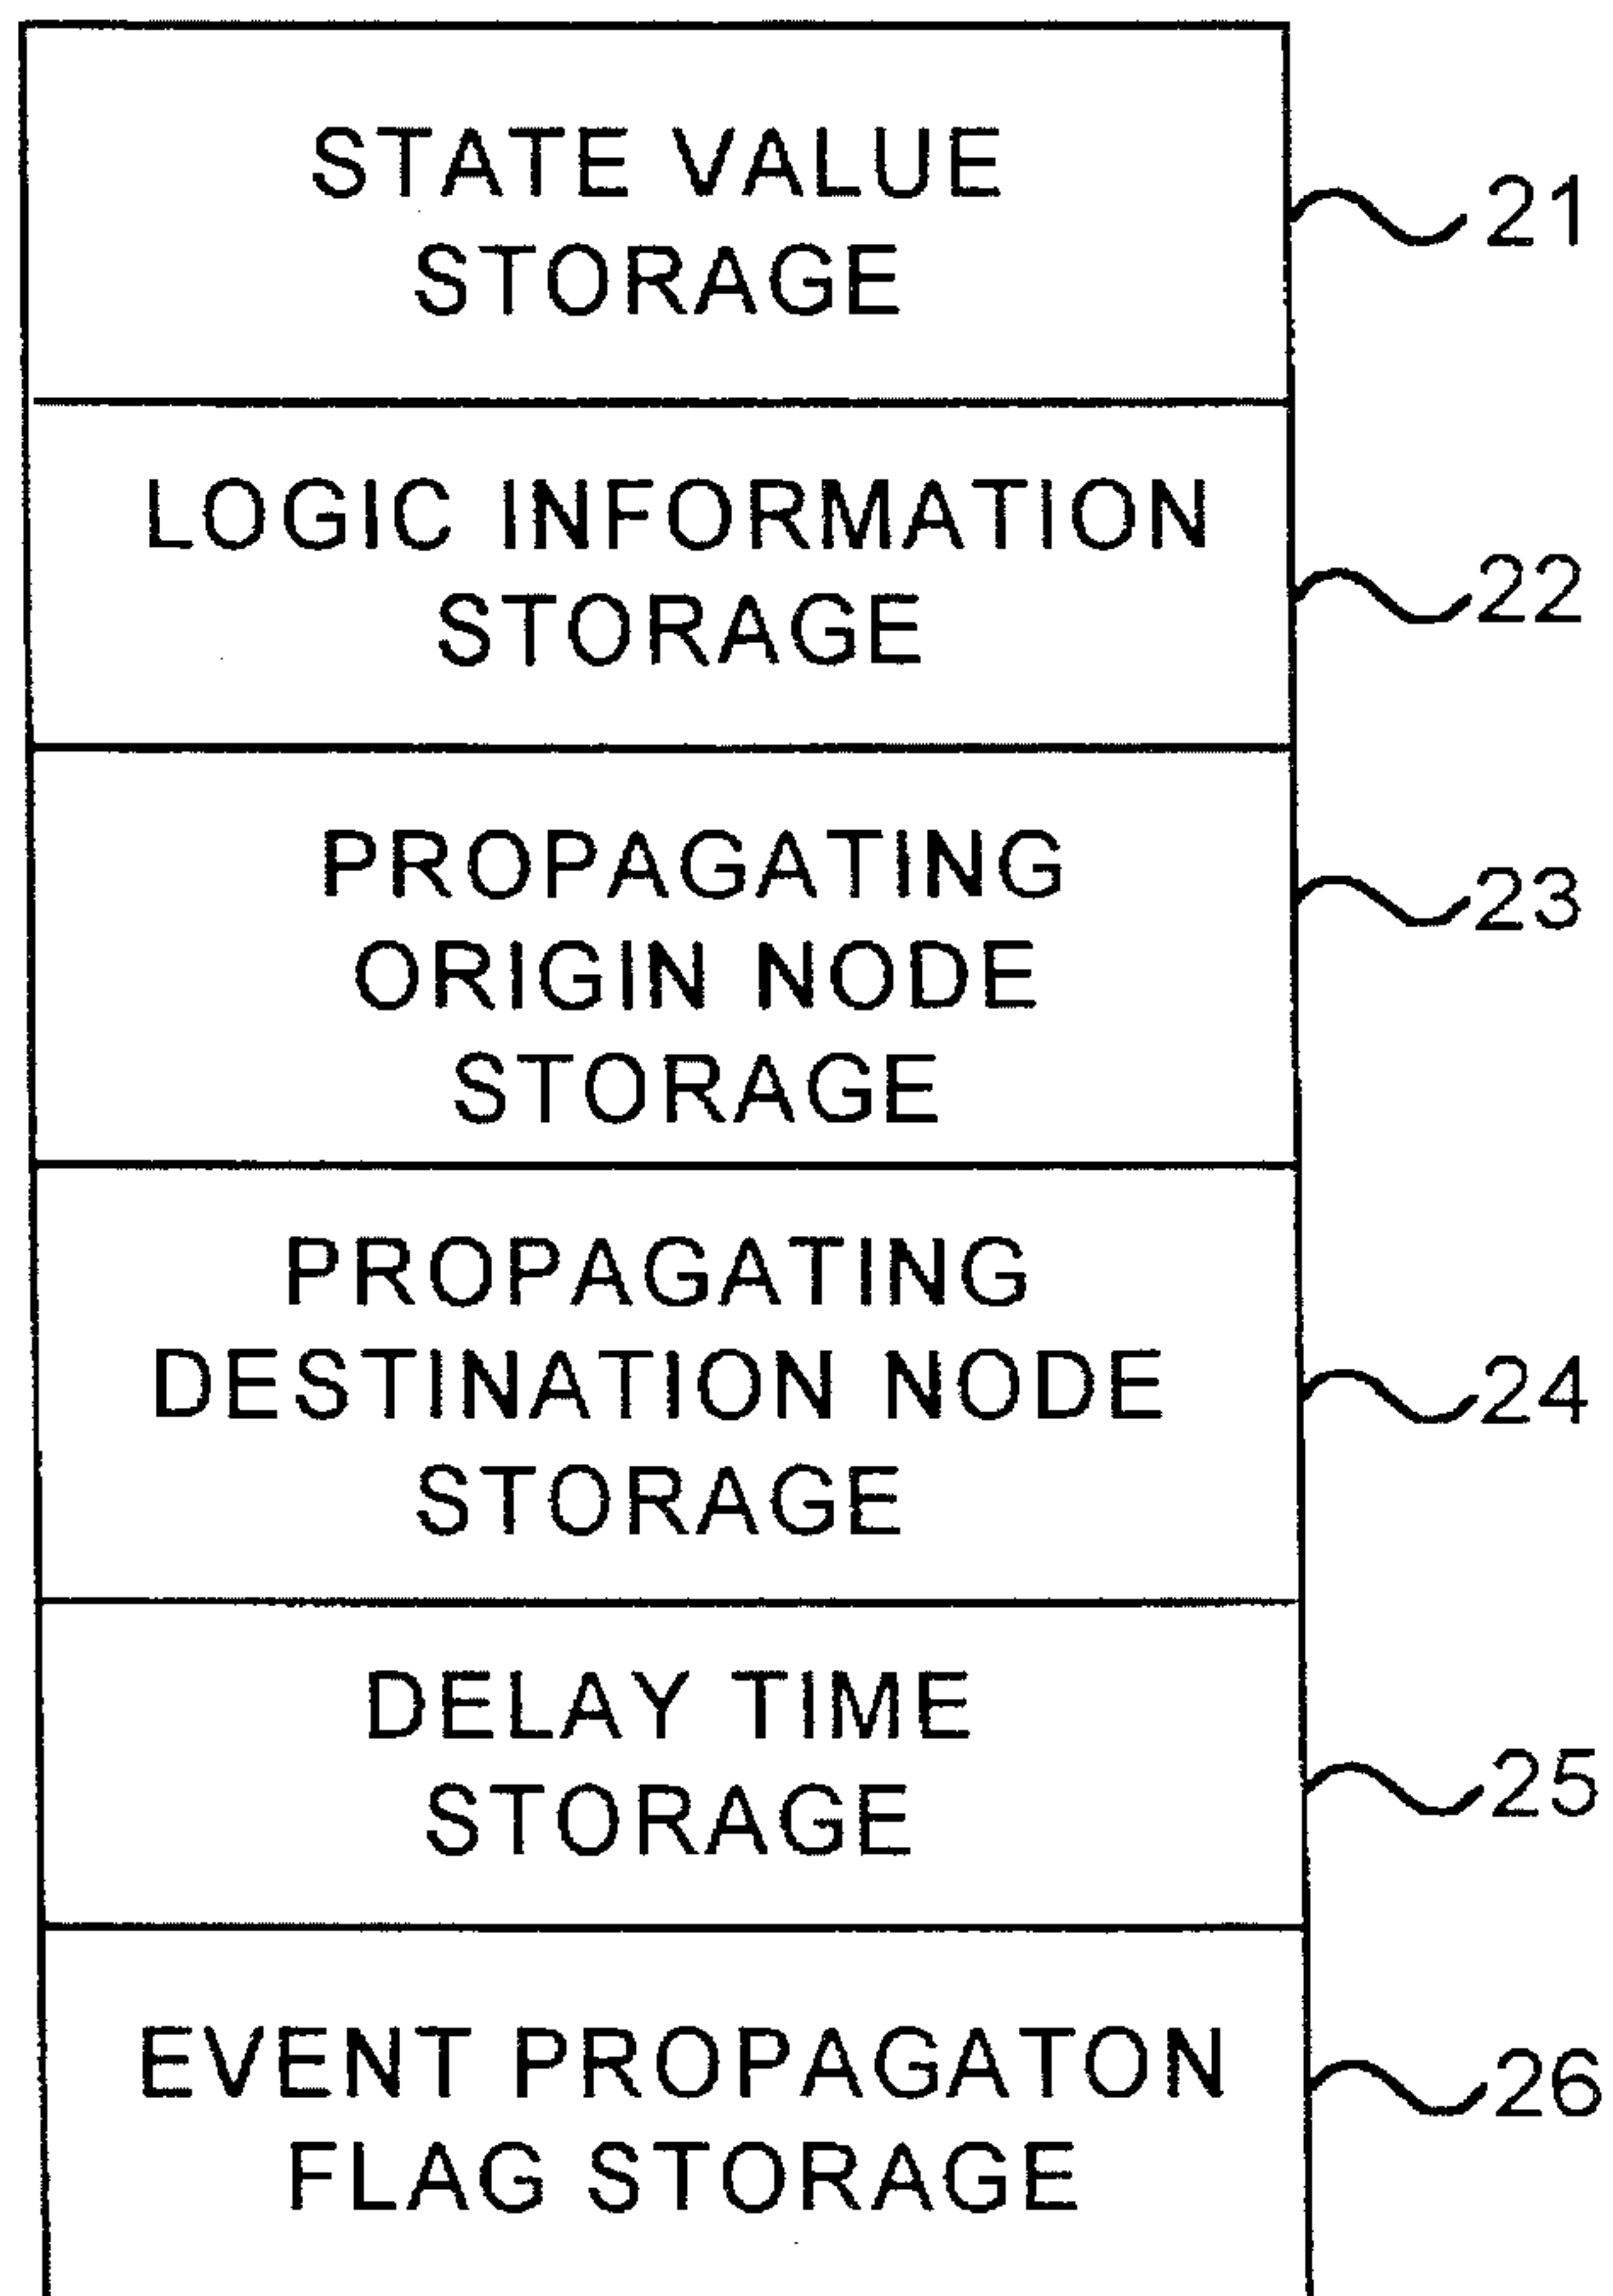 STATE VALUE
STORAGE
21
LOGIC INFORMATION
STORAGE
22
PROPAGATING
ORIGIN NODE
STORAGE
23
PROPAGATING
DESTINATION NODE
STORAGE
24
DELAY TIME
STORAGE
25
EVENT PROPAGATON
FLAG STORAGE
26